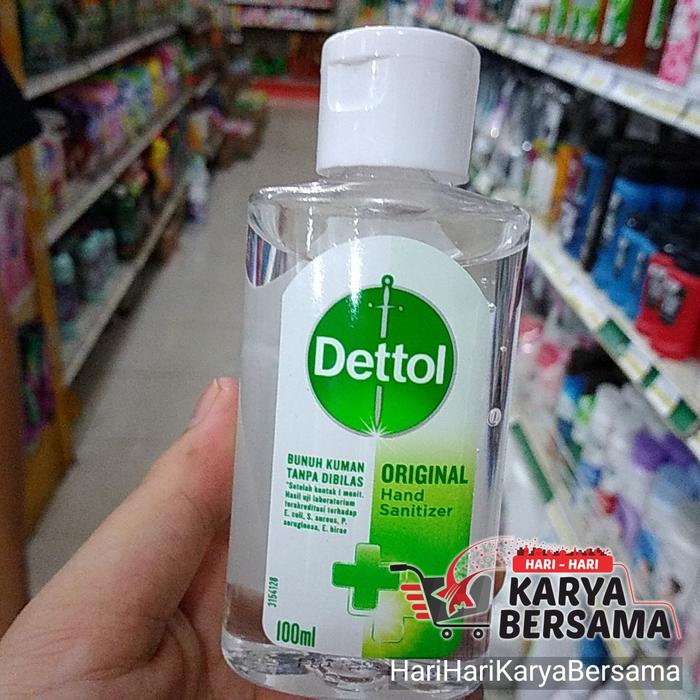 Dettol
BUNUH KUMAN
TANPA DIBILAS
*Setelah kontak 1 menit.
Hasil uji laboratorium
terakreditasi terhadap
E. coli, S. aureus, P.
aeruginosa, E. hirae
ORIGINAL
Hand
Sanitizer
3154128
100ml
HARI - HARI
KARYA
BERSAMA
HariHariKaryaBersama